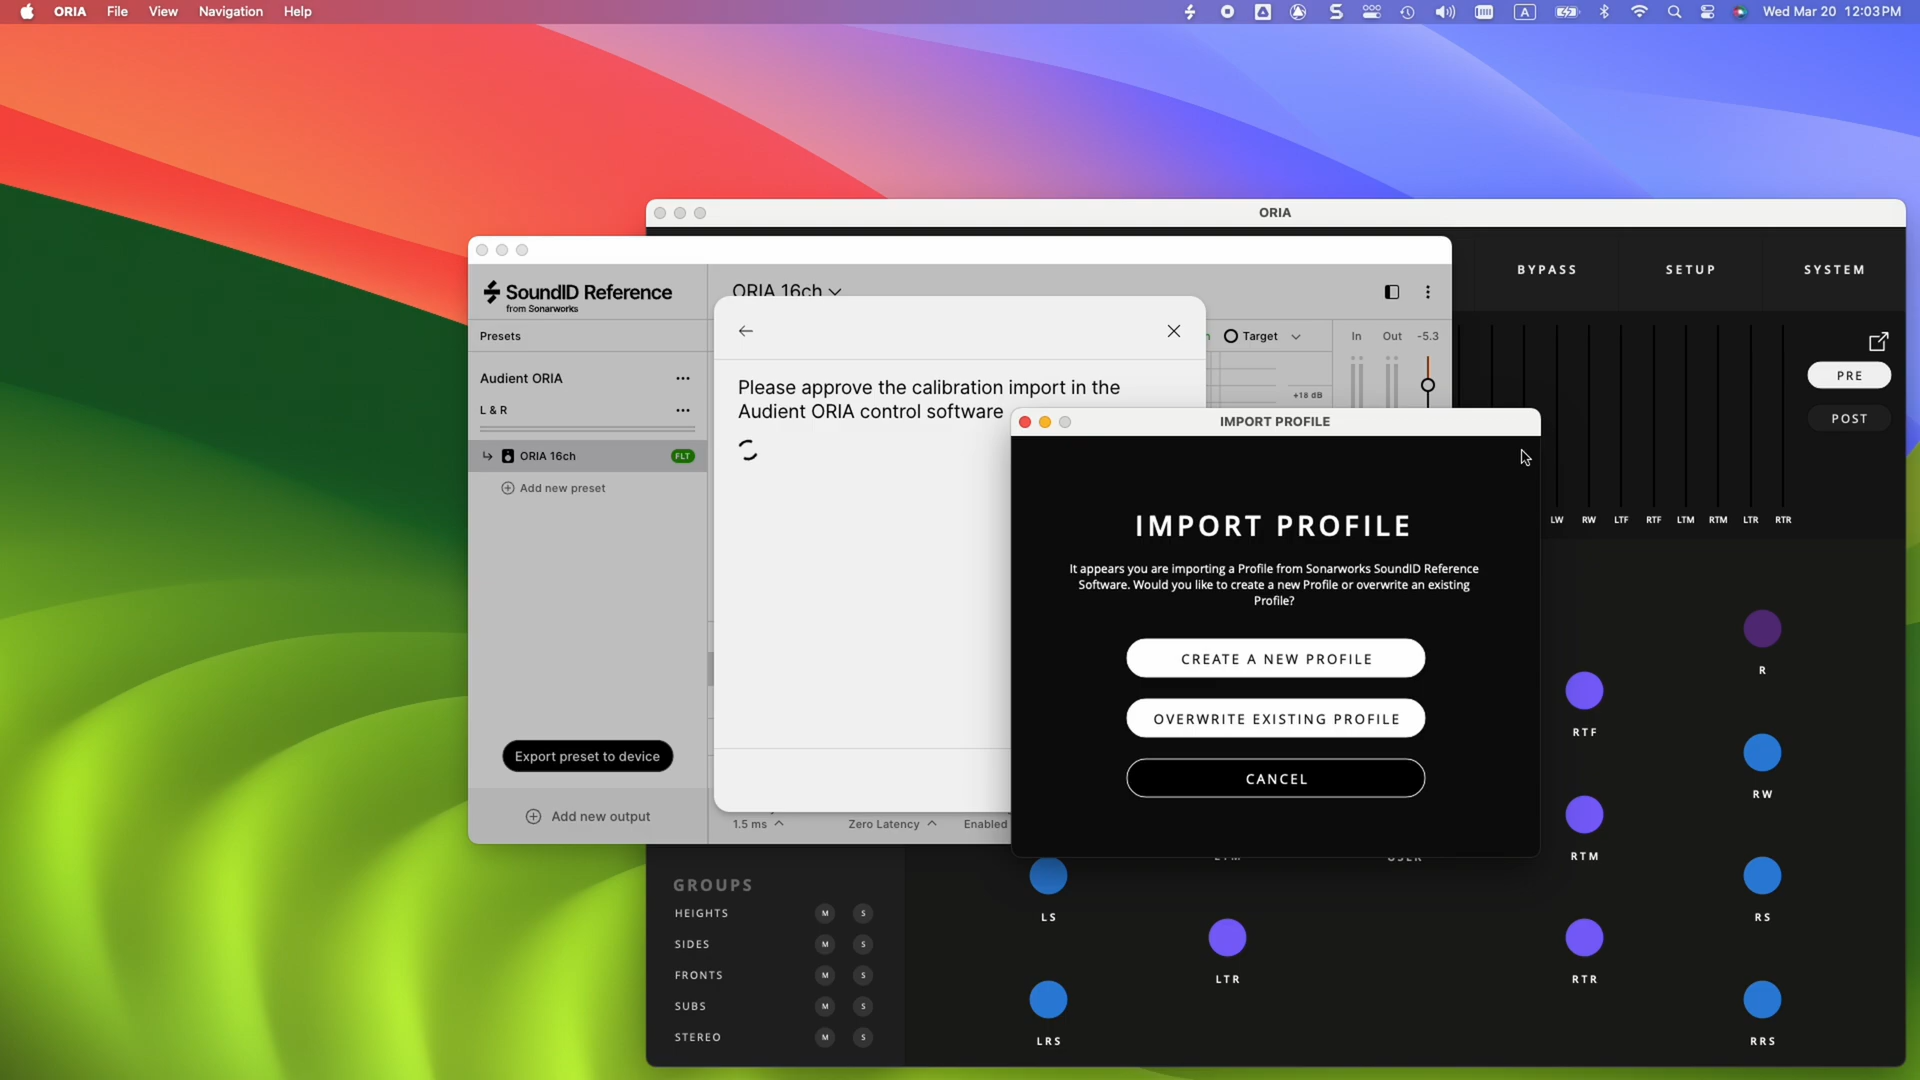 ORIA File View Navigation Help
A
Wed Mar 20 12:03 PM
ORIA
BYPASS SETUP SYSTEM
SoundID Reference
from Sonarworks
ORIA 16ch
Presets
Target
In Out -5.3
PRE
Audient ORIA
Please approve the calibration import in the
Audient ORIA control software
+18 dB
L & R
POST
IMPORT PROFILE
ORIA 16ch FLT
Add new preset
IMPORT PROFILE
LW RW LTF RTF LTM RTM LTR RTR
It appears you are importing a Profile from Sonarworks SoundID Reference
Software. Would you like to create a new Profile or overwrite an existing
Profile?
CREATE A NEW PROFILE
OVERWRITE EXISTING PROFILE
CANCEL
R
RTF
RW
RTM
Export preset to device
Add new output
1.5 ms Zero Latency Enabled
GROUPS
HEIGHTS M S
SIDES M S
FRONTS M S
SUBS M S
STEREO M S
LS
RS
LTR
RTR
LRS
RRS